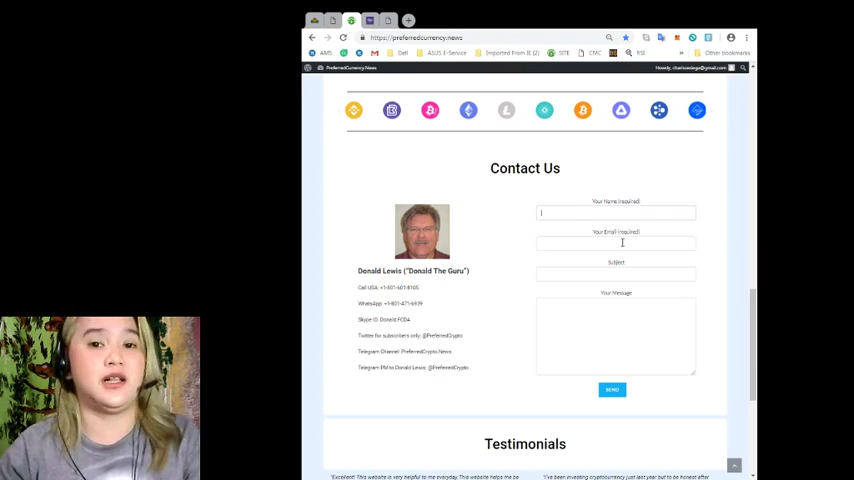 https://preferredcurrency.news
AMS
Dell
ASUS E-Service
Imported From IE (2)
SITE
CMC
RSI
»
Other bookmarks
PreferredCurrency.News
Contact Us
Donald Lewis ("Donald The Guru")
Call USA: +1-801-601-8105
WhatsApp: +1-801-471-6939
Skype ID: Donald.FCDA
Twitter for subscribers only: @PreferredCrypto
Telegram Channel: PreferredCrypto.News
Telegram PM to Donald Lewis: @PreferredCrypto
Your Name (required)
Your Email (required)
Subject
Your Message
SEND
Testimonials
"Excellent! This website is very helpful to me everyday. This website helps me be
"I've been investing cryptocurrency just last year but to be honest after